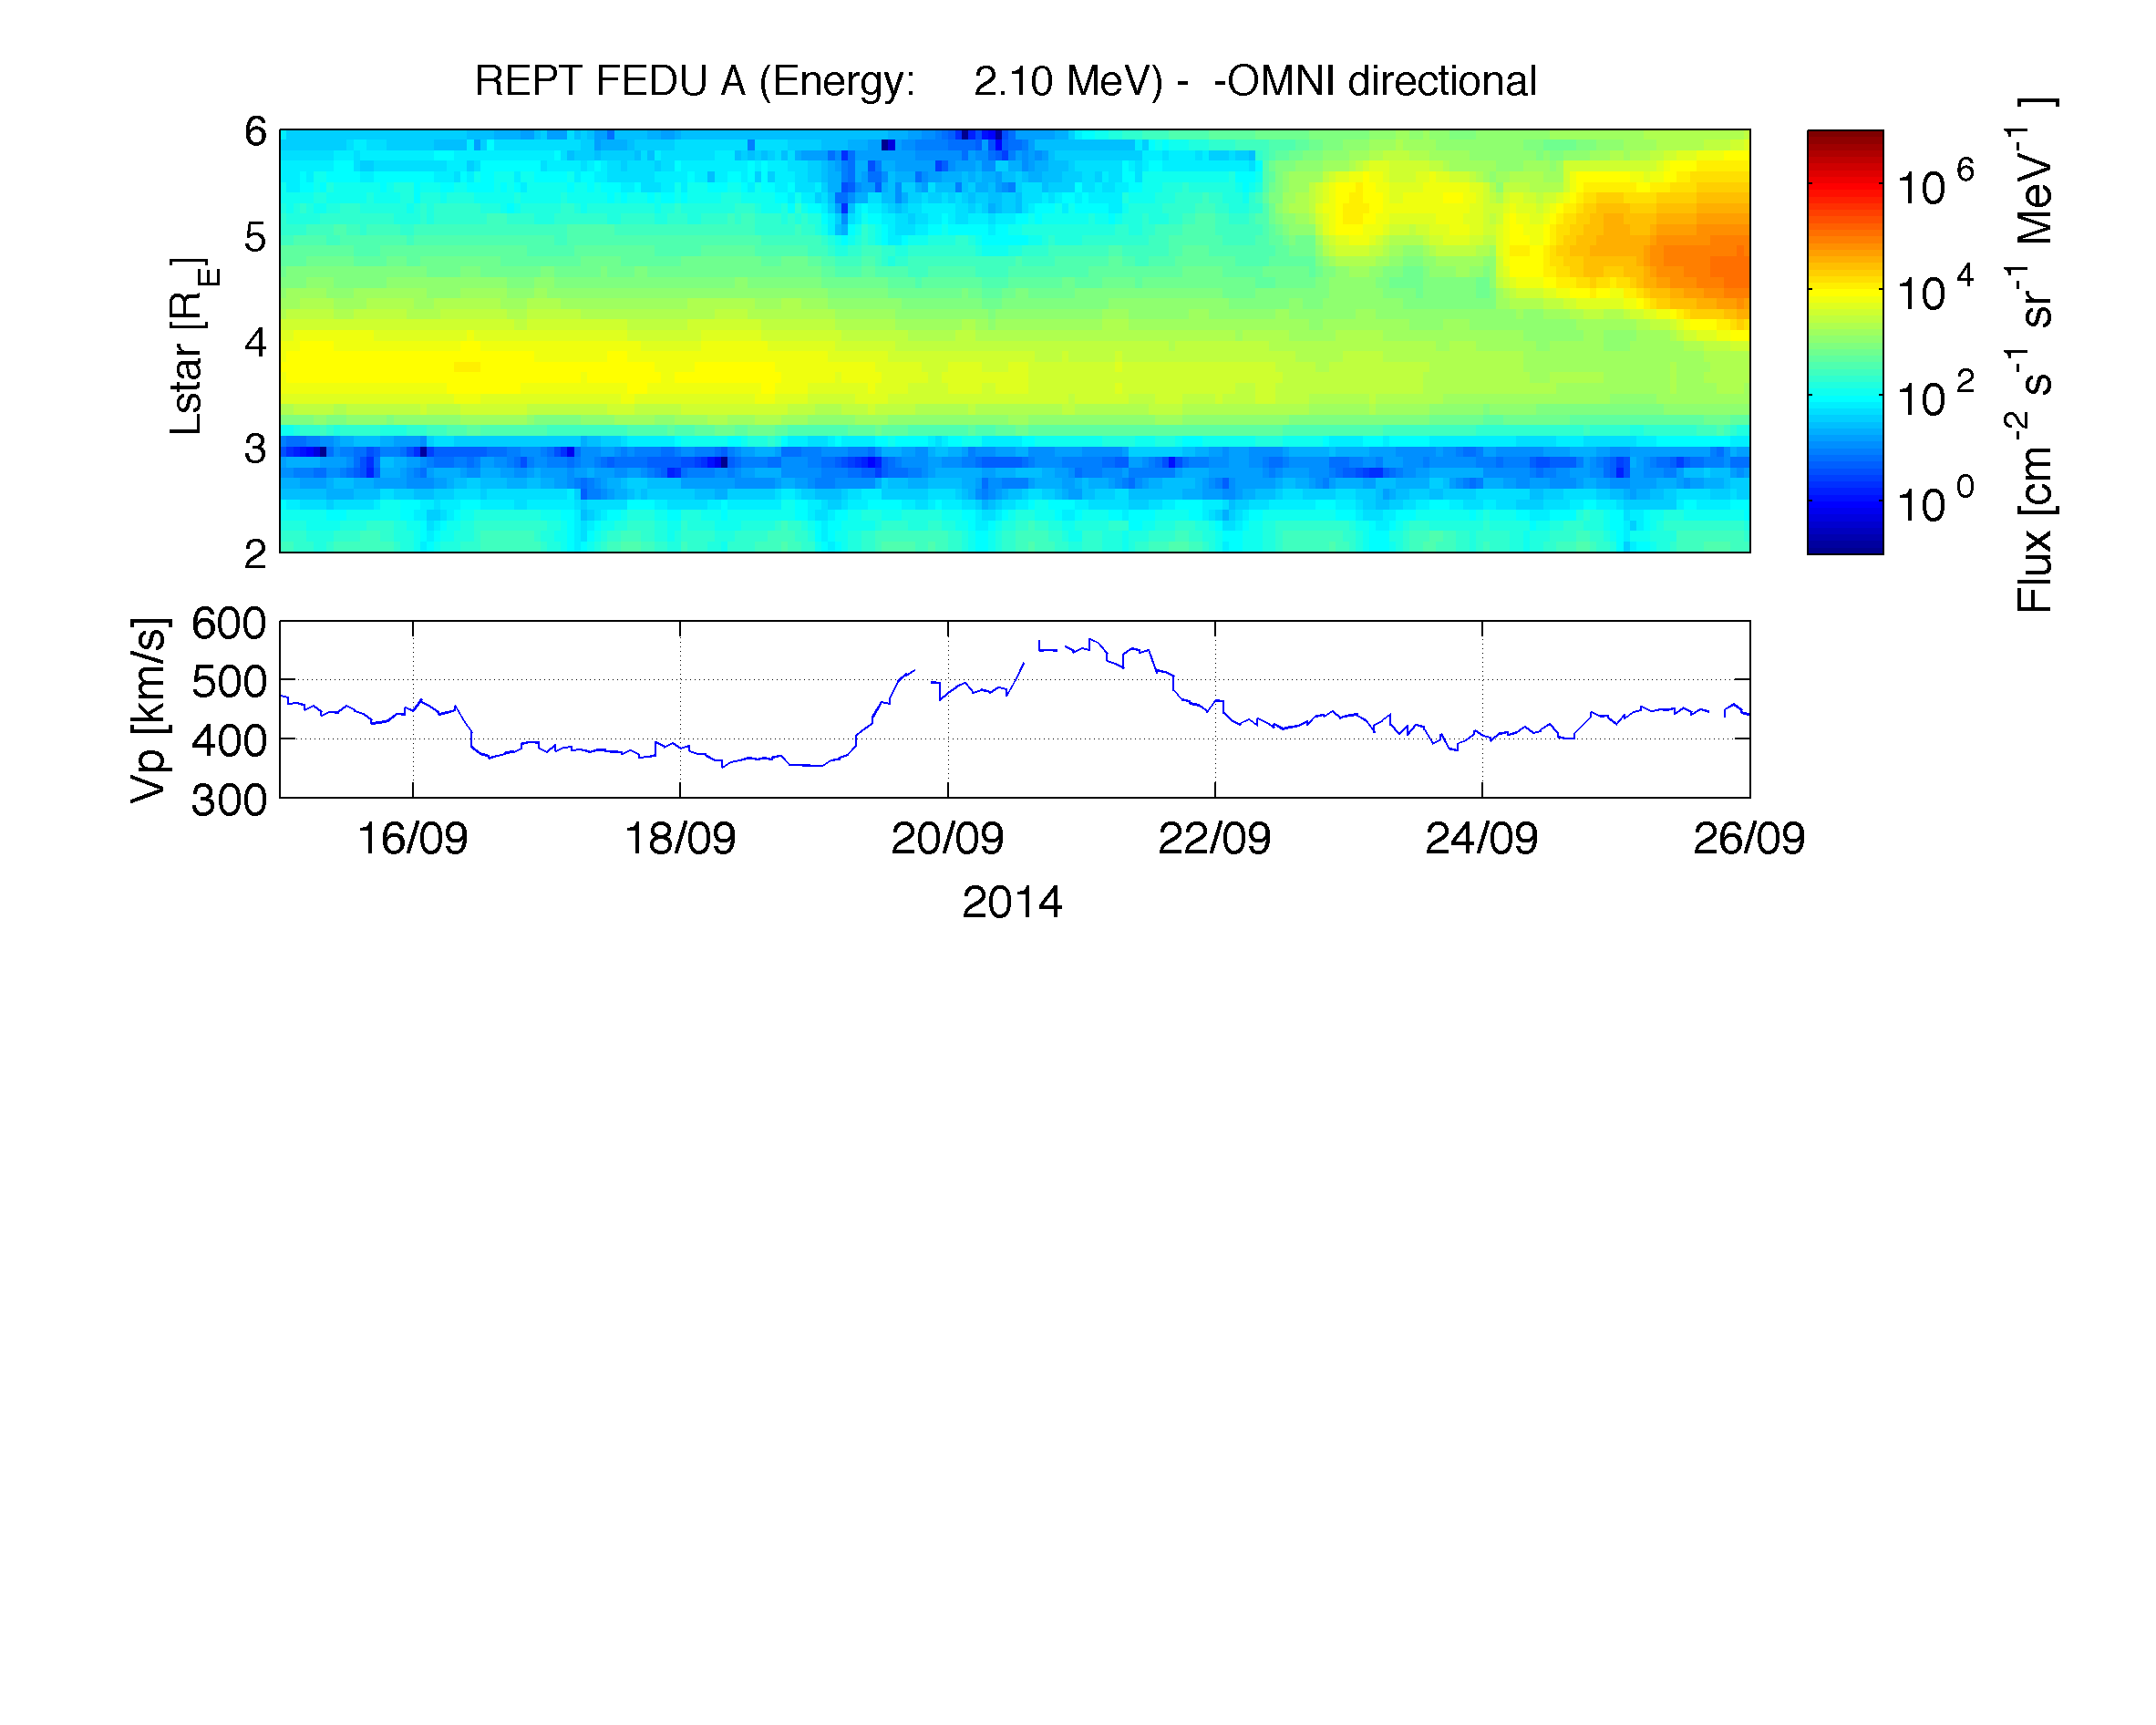 REPT FEDU A (Energy:     2.10 MeV) -  -OMNI directional
Lstar [R_E]
6
5
4
3
2
10^6
10^4
10^2
10^0
Flux [cm^-2 s^-1 sr^-1 MeV^-1 ]
Vp [km/s]
600
500
400
300
16/09 18/09 20/09 22/09 24/09 26/09
2014